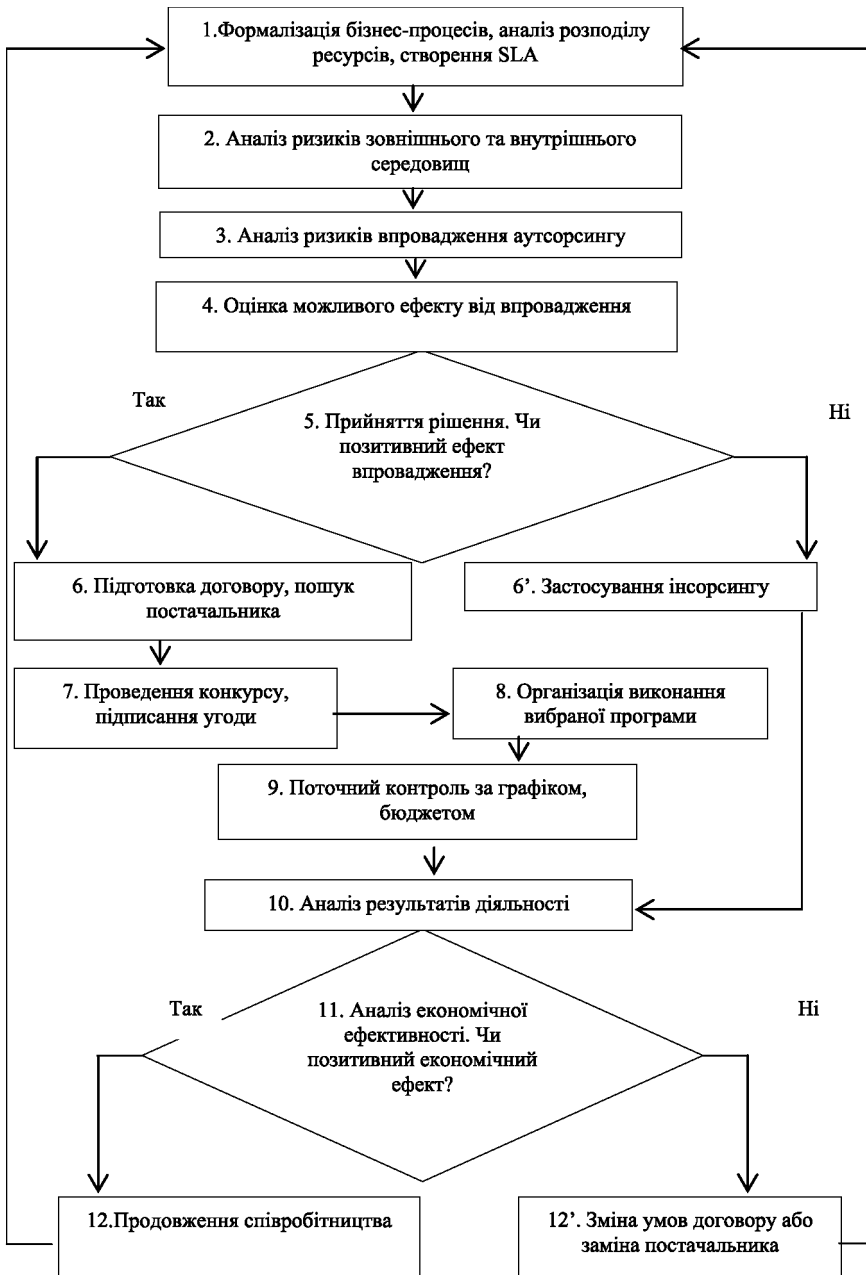 1.Формалізація бізнес-процесів, аналіз розподілу
ресурсів, створення SLA
2. Аналіз ризиків зовнішнього та внутрішнього
середовищ
3. Аналіз ризиків впровадження аутсорсингу
4. Оцінка можливого ефекту від впровадження
Так
Ні
5. Прийняття рішення. Чи
позитивний ефект
впровадження?
6. Підготовка договору, пошук
постачальника
6’. Застосування інсорсингу
7. Проведення конкурсу,
підписання угоди
8. Організація виконання
вибраної програми
9. Поточний контроль за графіком,
бюджетом
10. Аналіз результатів діяльності
Так
Ні
11. Аналіз економічної
ефективності. Чи
позитивний економічний
ефект?
12.Продовження співробітництва
12’. Зміна умов договору або
заміна постачальника